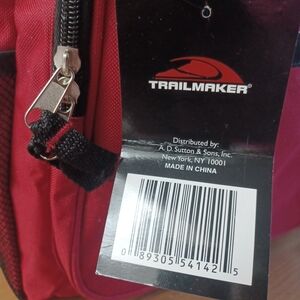 TRAILMAKER®
Distributed by:
A. D. Sutton & Sons, Inc.
New York, NY 10001
MADE IN CHINA
0 89305 54142 5